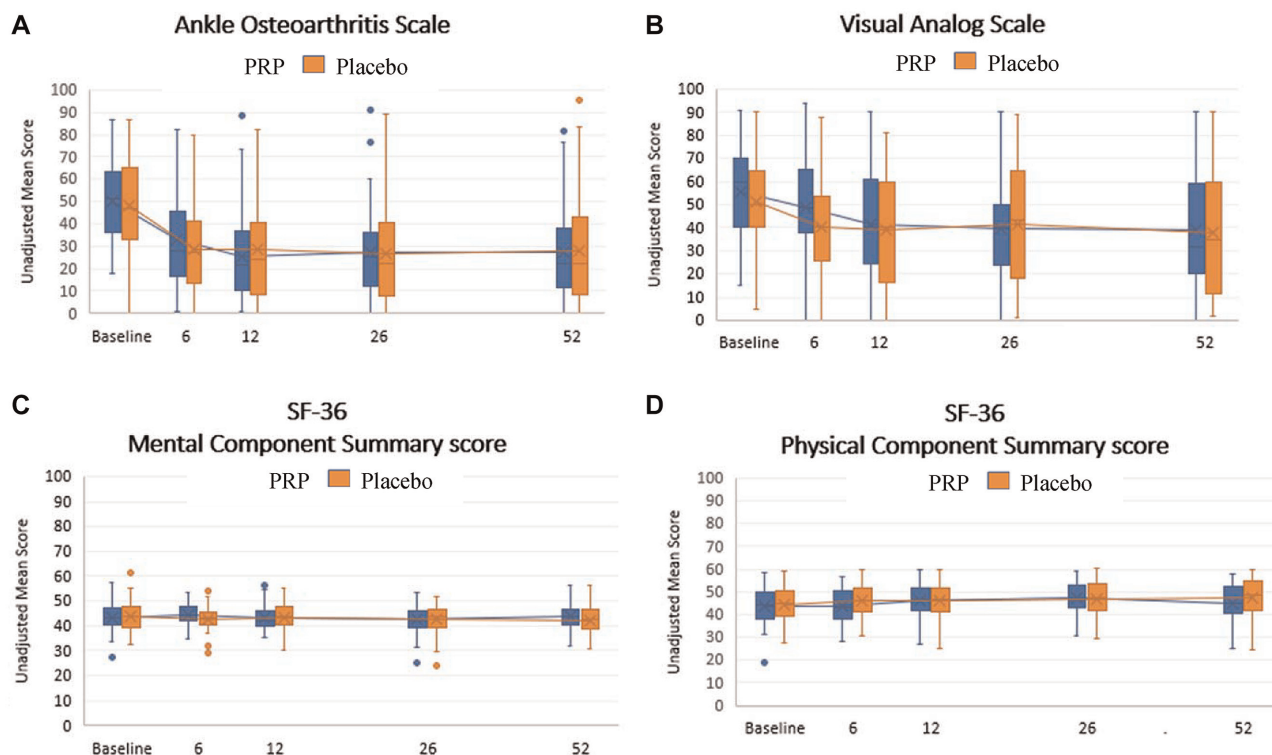 A
Ankle Osteoarthritis Scale
PRP Placebo
Unadjusted Mean Score
100
90
80
70
60
50
40
30
20
10
0
Baseline 6 12 26 52
B
Visual Analog Scale
PRP Placebo
Unadjusted Mean Score
100
90
80
70
60
50
40
30
20
10
0
Baseline 6 12 26 52
C
SF-36
Mental Component Summary score
PRP Placebo
Unadjusted Mean Score
100
90
80
70
60
50
40
30
20
10
0
Baseline 6 12 26 52
D
SF-36
Physical Component Summary score
PRP Placebo
Unadjusted Mean Score
100
90
80
70
60
50
40
30
20
10
0
Baseline 6 12 26 . 52